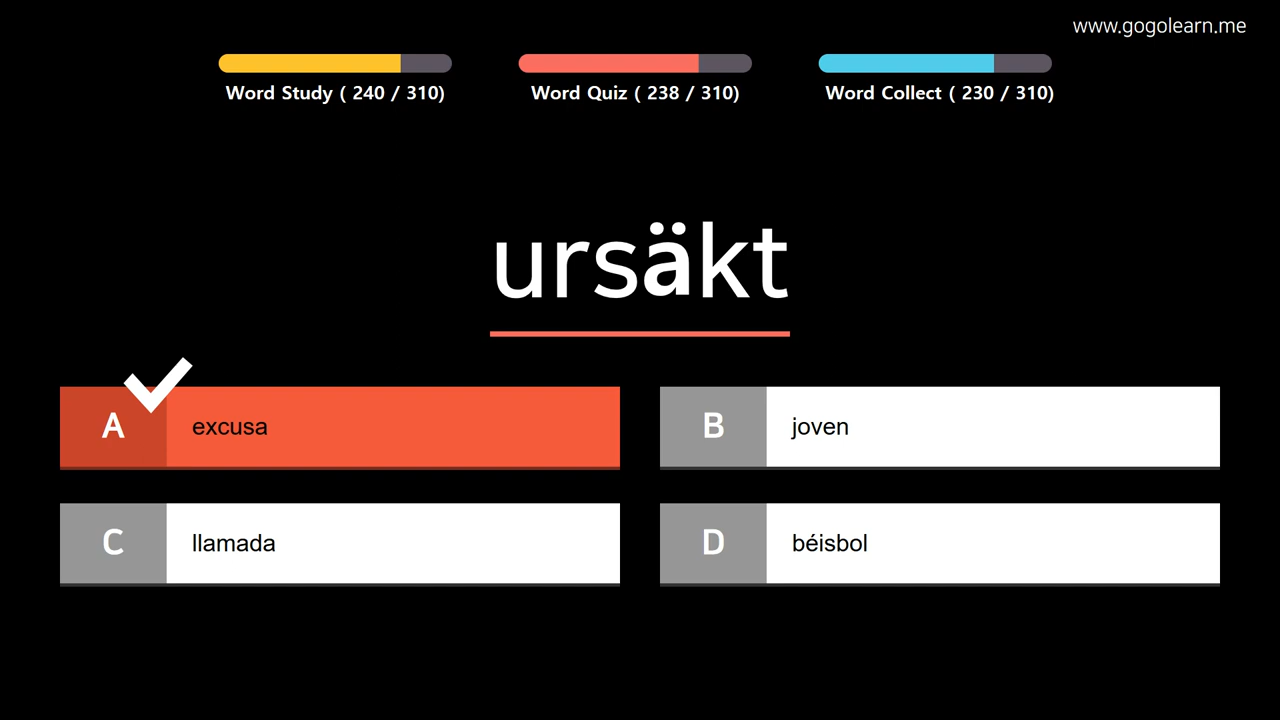 www.gogolearn.me
Word Study ( 240 / 310)
Word Quiz ( 238 / 310)
Word Collect ( 230 / 310)
ursäkt
A excusa
B joven
C llamada
D béisbol